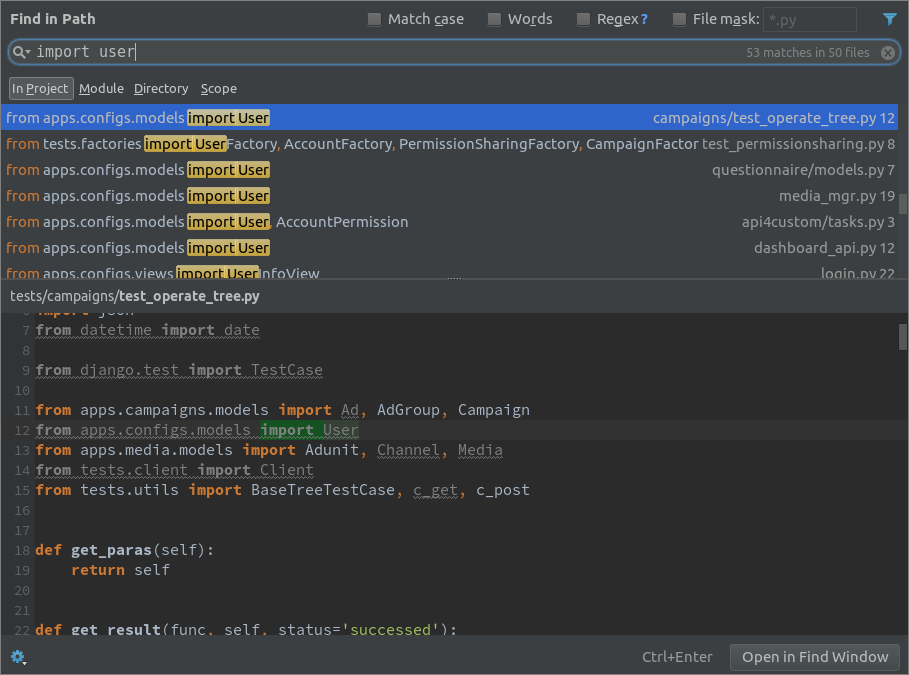 Find in Path Match case Words Regex? File mask: *.py
import user 53 matches in 50 files
In Project Module Directory Scope
from apps.configs.models import User campaigns/test_operate_tree.py 12
from tests.factories import UserFactory, AccountFactory, PermissionSharingFactory, CampaignFactor test_permissionsharing.py 8
from apps.configs.models import User questionnaire/models.py 7
from apps.configs.models import User media_mgr.py 19
from apps.configs.models import User, AccountPermission api4custom/tasks.py 3
from apps.configs.models import User dashboard_api.py 12
from apps.configs.views import UserInfoView login.py 22
tests/campaigns/test_operate_tree.py
6 import json
7 from datetime import date
8
9 from django.test import TestCase
10
11 from apps.campaigns.models import Ad, AdGroup, Campaign
12 from apps.configs.models import User
13 from apps.media.models import Adunit, Channel, Media
14 from tests.client import Client
15 from tests.utils import BaseTreeTestCase, c_get, c_post
16
17
18 def get_paras(self):
19 return self
20
21
22 def get_result(func, self, status='successed'):
Ctrl+Enter Open in Find Window